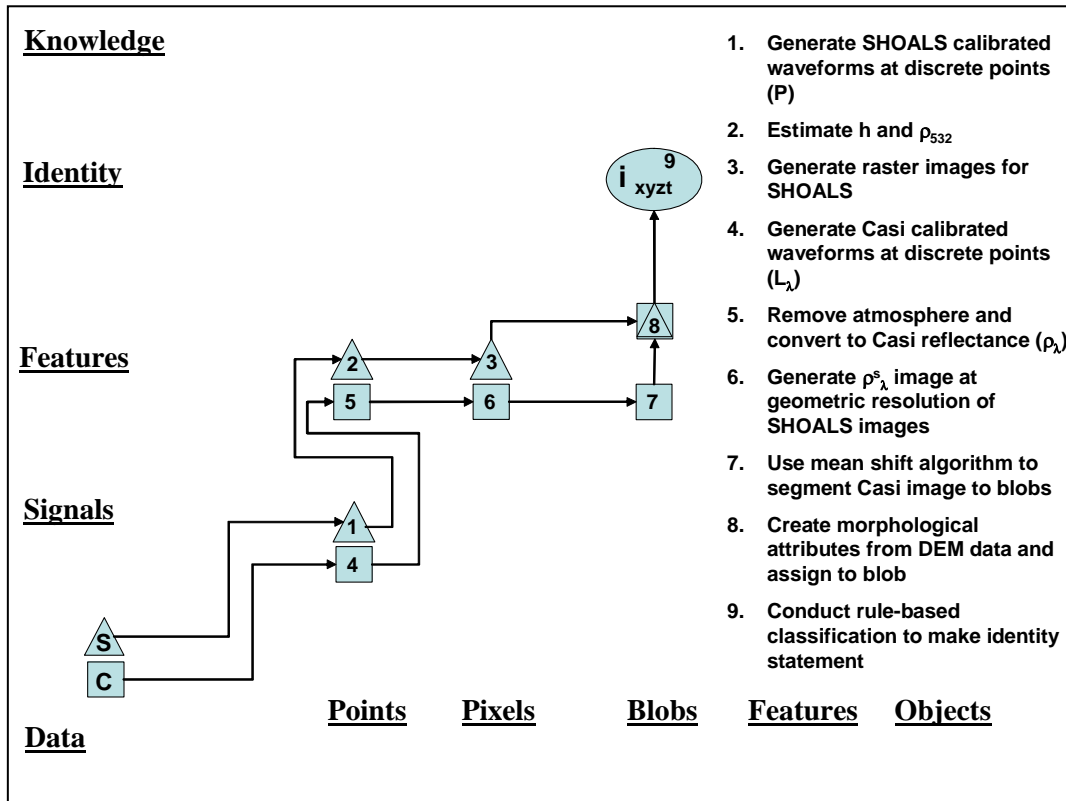 Knowledge
Identity
Features
Signals
Data
i xyzt 9
8
2
3
5
6
7
1
4
S
C
Points Pixels Blobs Features Objects
1. Generate SHOALS calibrated
waveforms at discrete points
(P)
2. Estimate h and ρ532
3. Generate raster images for
SHOALS
4. Generate Casi calibrated
waveforms at discrete points
(Lλ)
5. Remove atmosphere and
convert to Casi reflectance (ρλ)
6. Generate ρsλ image at
geometric resolution of
SHOALS images
7. Use mean shift algorithm to
segment Casi image to blobs
8. Create morphological
attributes from DEM data and
assign to blob
9. Conduct rule-based
classification to make identity
statement